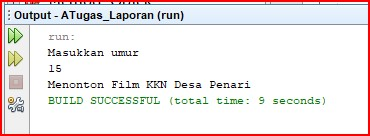 Output - ATugas_Laporan (run)
run:
Masukkan umur
15
Menonton Film KKN Desa Penari
BUILD SUCCESSFUL (total time: 9 seconds)